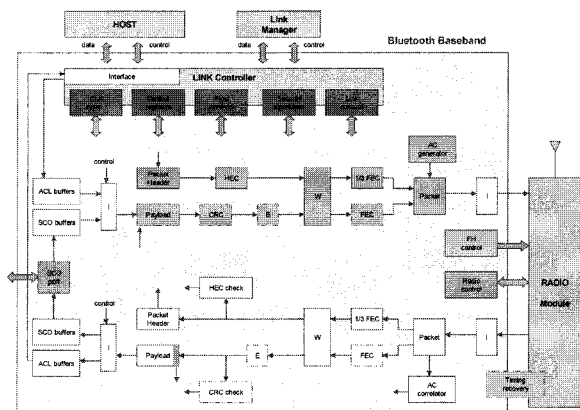 HOST
Link
Manager
data
control
data
control
Bluetooth Baseband
Interface
LINK Controller
AC
generator
control
Packet
Header
HEC
1/3 FEC
ACL buffers
I
W
Packet
I
SCO buffers
Payload
CRC
E
FEC
FH
control
SCO
port
Radio
control
RADIO
Module
HEC check
control
Packet
Header
1/3 FEC
SCO buffers
I
W
Packet
I
Payload
E
FEC
ACL buffers
CRC check
AC
correlator
Timing
recovery